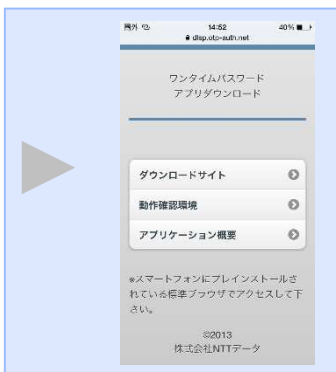 圏外
14:52
40%
disp.otp-auth.net
ワンタイムパスワード
アプリダウンロード
ダウンロードサイト
動作確認環境
アプリケーション概要
※スマートフォンにプレインストールさ
れている標準ブラウザでアクセスして下
さい。
©2013
株式会社NTTデータ